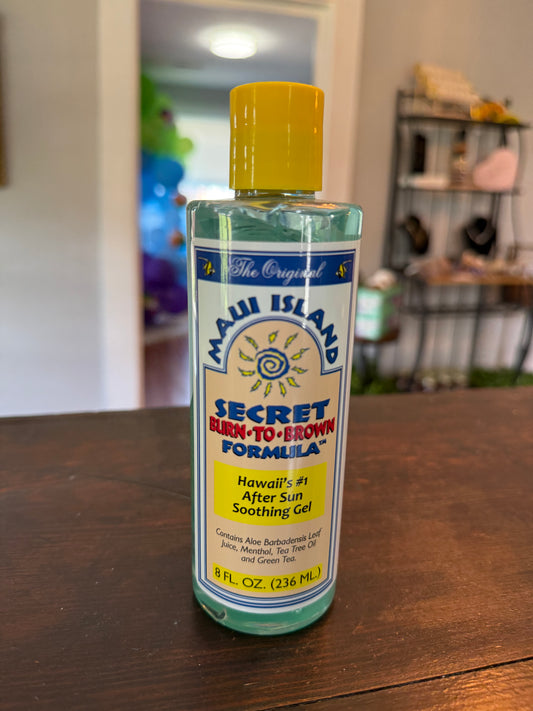 The Original
MAUI ISLAND
SECRET
BURN•TO•BROWN
FORMULA™
Hawaii's #1
After Sun
Soothing Gel
Contains Aloe Barbadensis Leaf
Juice, Menthol, Tea Tree Oil
and Green Tea.
8 FL. OZ. (236 ML.)